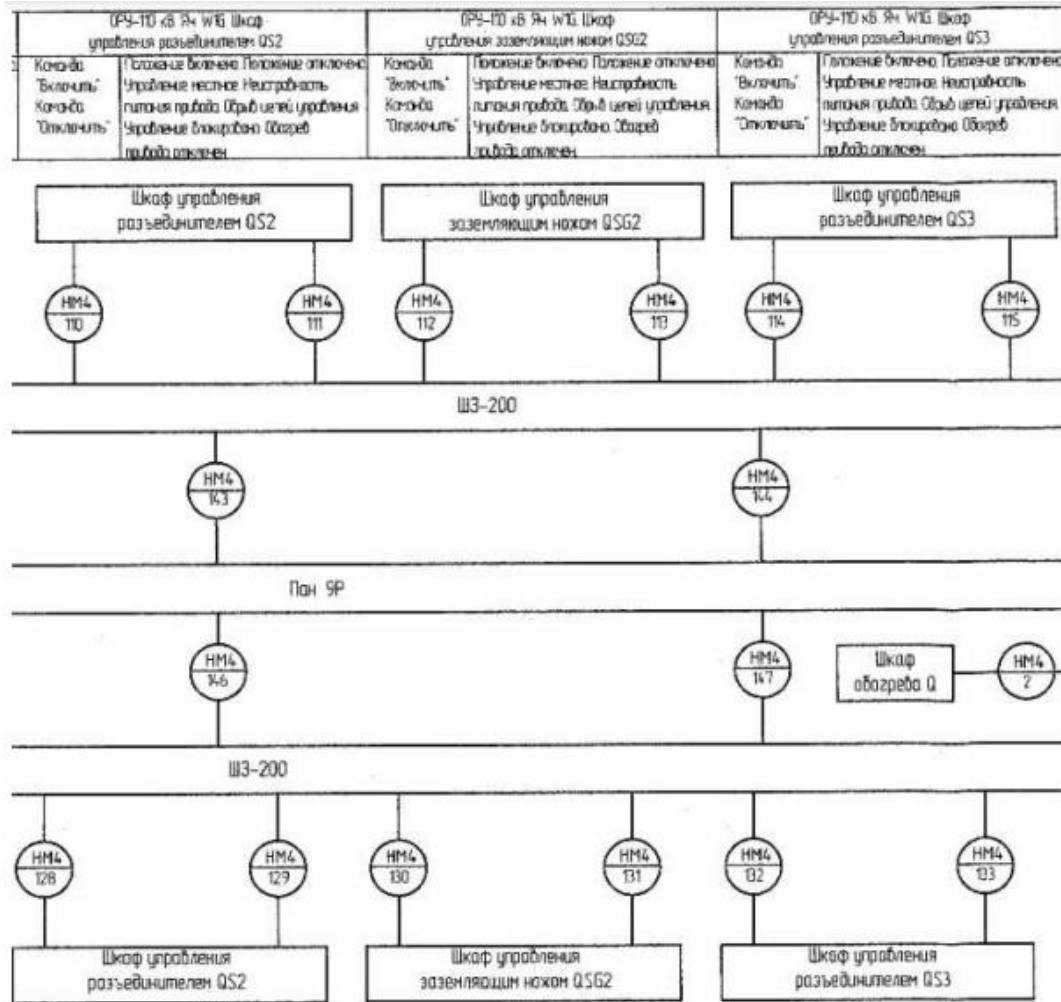 ОРУ-110 кВ. Яч. W1G. Шкаф
управления разъединителем QS2
ОРУ-110 кВ. Яч. W1G. Шкаф
управления заземляющим ножом QSG2
ОРУ-110 кВ. Яч. W1G. Шкаф
управления разъединителем QS3
Команда
"Включить".
Команда
"Отключить"
Положение включено. Положение отключено.
Управление местное. Неисправность
питания привода. Обрыв цепей управления
Управление блокировано. Обогрев
привода отключен
Команда
"Включить".
Команда
"Отключить"
Положение включено. Положение отключено.
Управление местное. Неисправность
питания привода. Обрыв цепей управления.
Управление блокировано. Обогрев
привода отключен
Команда
"Включить".
Команда
"Отключить"
Положение включено. Положение отключено.
Управление местное. Неисправность
питания привода. Обрыв цепей управления
Управление блокировано. Обогрев
привода отключен
Шкаф управления
разъединителем QS2
Шкаф управления
заземляющим ножом QSG2
Шкаф управления
разъединителем QS3
НМ4
110
НМ4
111
НМ4
112
НМ4
113
НМ4
114
НМ4
115
ШЗ-200
НМ4
143
НМ4
144
Пан 9Р
НМ4
146
НМ4
147
Шкаф
обогрева Q
НМ4
2
ШЗ-200
НМ4
128
НМ4
129
НМ4
130
НМ4
131
НМ4
132
НМ4
133
Шкаф управления
разъединителем QS2
Шкаф управления
заземляющим ножом QSG2
Шкаф управления
разъединителем QS3